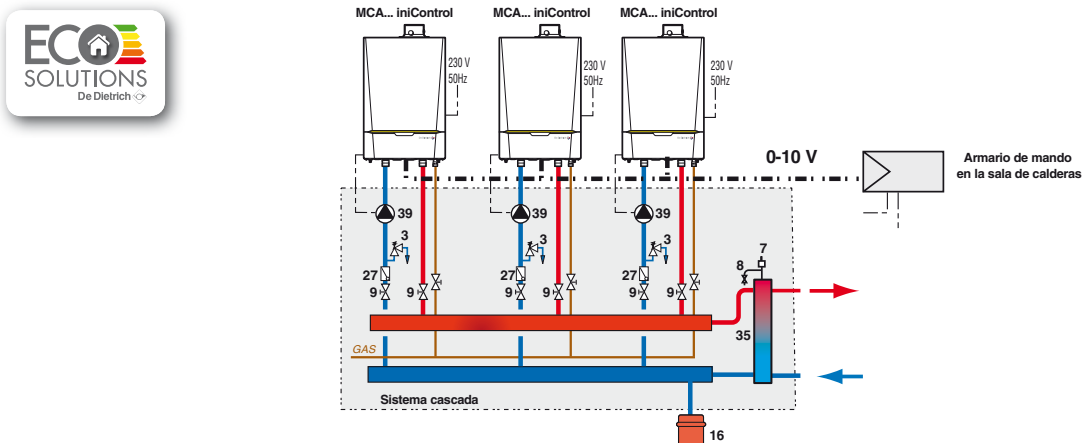 ECO
SOLUTIONS
De Dietrich
MCA... iniControl
MCA... iniControl
MCA... iniControl
230 V
50Hz
230 V
50Hz
230 V
50Hz
0-10 V
Armario de mando
en la sala de calderas
39
39
39
3
3
3
7
8
27
27
27
9
9
9
9
9
9
35
GAS
Sistema cascada
16